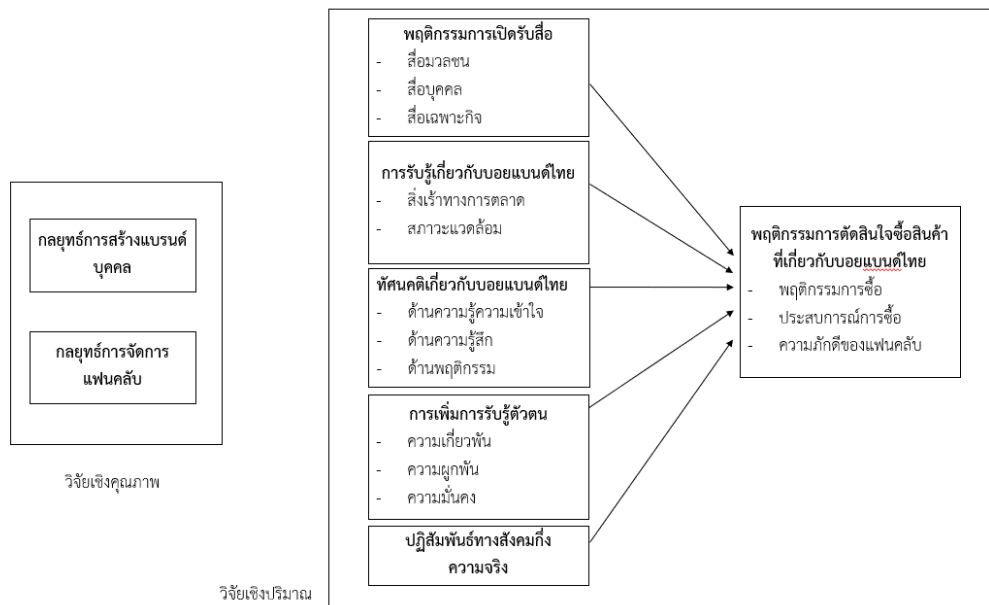 พฤติกรรมการเปิดรับสื่อ
- สื่อมวลชน
- สื่อบุคคล
- สื่อเฉพาะกิจ
การรับรู้เกี่ยวกับบอยแบนด์ไทย
- สิ่งเร้าทางการตลาด
- สภาวะแวดล้อม
กลยุทธ์การสร้างแบรนด์
บุคคล
กลยุทธ์การจัดการ
แฟนคลับ
วิจัยเชิงคุณภาพ
ทัศนคติเกี่ยวกับบอยแบนด์ไทย
- ด้านความรู้ความเข้าใจ
- ด้านความรู้สึก
- ด้านพฤติกรรม
การเพิ่มการรับรู้ตัวตน
- ความเกี่ยวพัน
- ความผูกพัน
- ความมั่นคง
ปฏิสัมพันธ์ทางสังคมกึ่ง
ความจริง
พฤติกรรมการตัดสินใจซื้อสินค้า
ที่เกี่ยวกับบอยแบนด์ไทย
- พฤติกรรมการซื้อ
- ประสบการณ์การซื้อ
- ความภักดีของแฟนคลับ
วิจัยเชิงปริมาณ